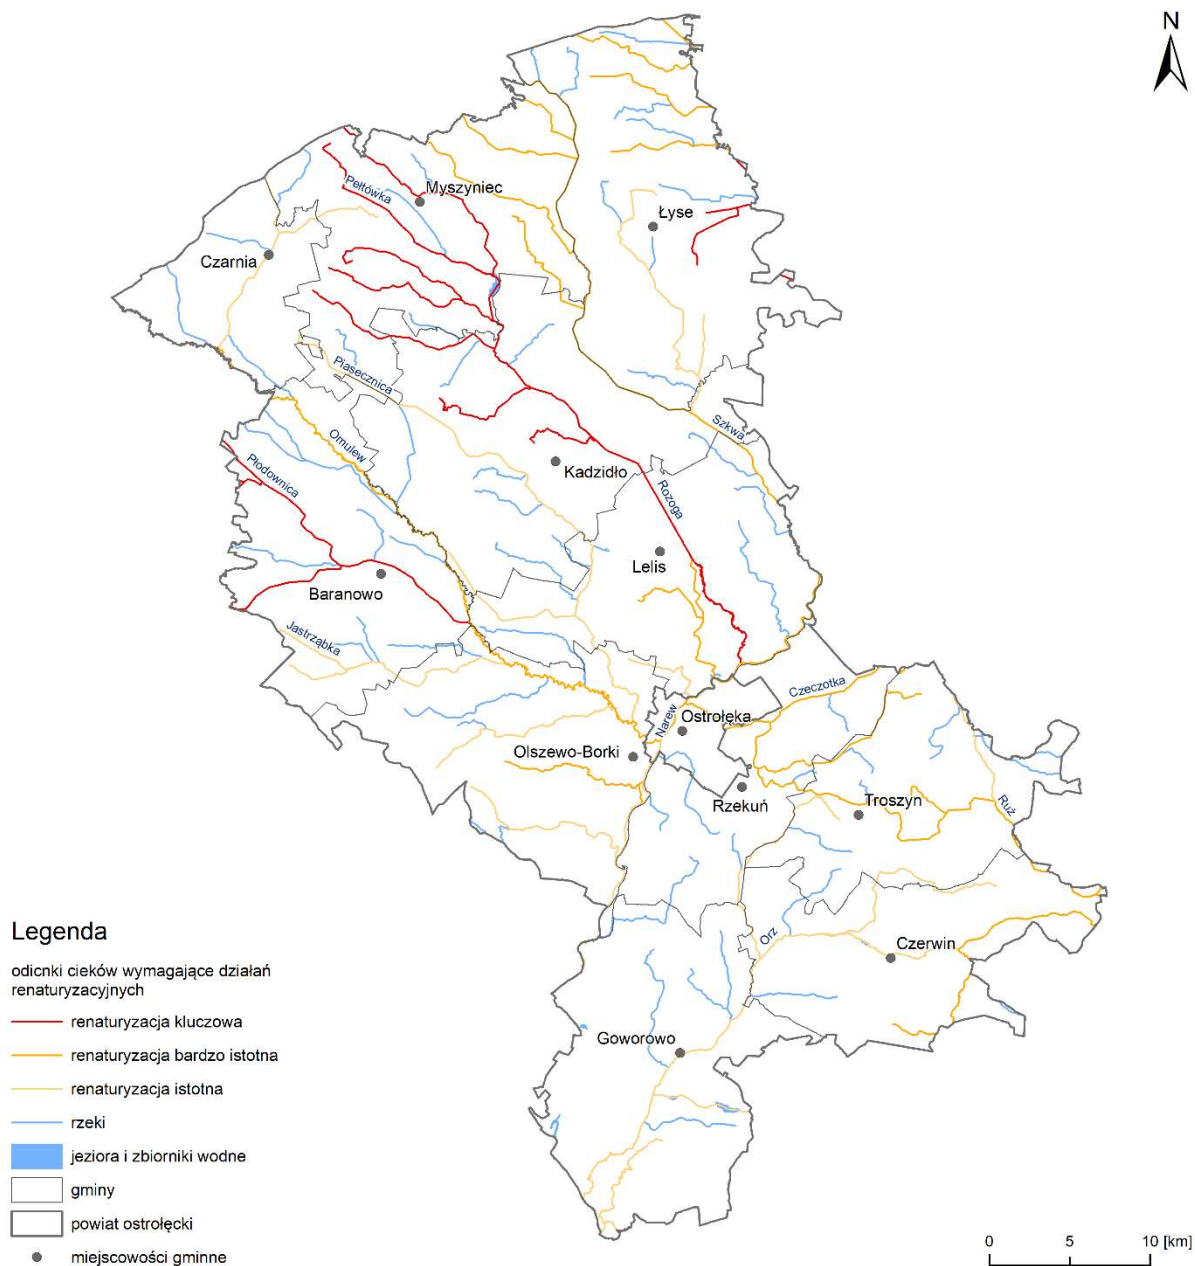 N
Pełtówka
Myszyniec
Łyse
Czarnia
Piasecznica
Szkwa
Omulew
Płodownica
Kadzidło
Rozoga
Lelis
Baranowo
Jastrząbka
Czeczotka
Narew
Ostrołęka
Olszewo-Borki
Rzekuń
Troszyn
Ruż
Orz
Czerwin
Goworowo
Legenda
odicnki cieków wymagające działań
renaturyzacyjnych
renaturyzacja kluczowa
renaturyzacja bardzo istotna
renaturyzacja istotna
rzeki
jeziora i zbiorniki wodne
gminy
powiat ostrołęcki
miejscowości gminne
0 5 10 [km]